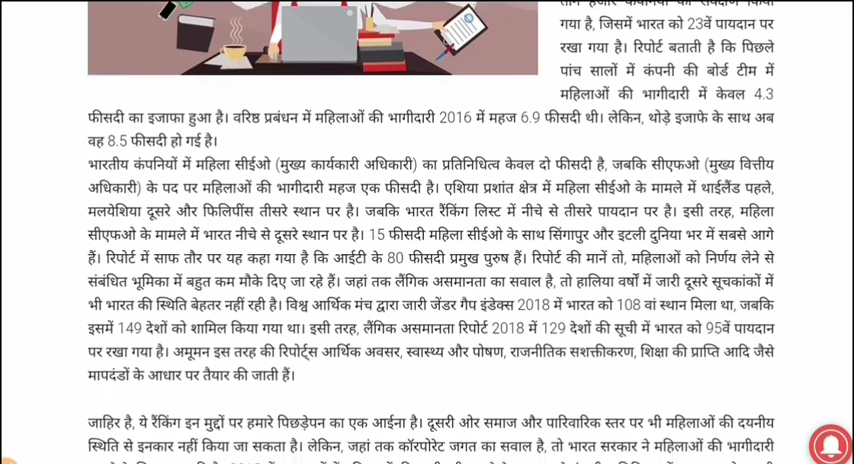 गया है, जिसमें भारत को 23वें पायदान पर
रखा गया है। रिपोर्ट बताती है कि पिछले
पांच सालों में कंपनी की बोर्ड टीम में
महिलाओं की भागीदारी में केवल 4.3
फीसदी का इजाफा हुआ है। वरिष्ठ प्रबंधन में महिलाओं की भागीदारी 2016 में महज 6.9 फीसदी थी। लेकिन, थोड़े इजाफे के साथ अब
वह 8.5 फीसदी हो गई है।
भारतीय कंपनियों में महिला सीईओ (मुख्य कार्यकारी अधिकारी) का प्रतिनिधित्व केवल दो फीसदी है, जबकि सीएफओ (मुख्य वित्तीय
अधिकारी) के पद पर महिलाओं की भागीदारी महज एक फीसदी है। एशिया प्रशांत क्षेत्र में महिला सीईओ के मामले में थाईलैंड पहले,
मलयेशिया दूसरे और फिलिपींस तीसरे स्थान पर है। जबकि भारत रैंकिंग लिस्ट में नीचे से तीसरे पायदान पर है। इसी तरह, महिला
सीएफओ के मामले में भारत नीचे से दूसरे स्थान पर है। 15 फीसदी महिला सीईओ के साथ सिंगापुर और इटली दुनिया भर में सबसे आगे
हैं। रिपोर्ट में साफ तौर पर यह कहा गया है कि आईटी के 80 फीसदी प्रमुख पुरुष हैं। रिपोर्ट की मानें तो, महिलाओं को निर्णय लेने से
संबंधित भूमिका में बहुत कम मौके दिए जा रहे हैं। जहां तक लैंगिक असमानता का सवाल है, तो हालिया वर्षों में जारी दूसरे सूचकांकों में
भी भारत की स्थिति बेहतर नहीं रही है। विश्व आर्थिक मंच द्वारा जारी जेंडर गैप इंडेक्स 2018 में भारत को 108 वां स्थान मिला था, जबकि
इसमें 149 देशों को शामिल किया गया था। इसी तरह, लैंगिक असमानता रिपोर्ट 2018 में 129 देशों की सूची में भारत को 95वें पायदान
पर रखा गया है। अमूमन इस तरह की रिपोर्ट्स आर्थिक अवसर, स्वास्थ्य और पोषण, राजनीतिक सशक्तीकरण, शिक्षा की प्राप्ति आदि जैसे
मापदंडों के आधार पर तैयार की जाती हैं।
जाहिर है, ये रैंकिंग इन मुद्दों पर हमारे पिछड़ेपन का एक आईना है। दूसरी ओर समाज और पारिवारिक स्तर पर भी महिलाओं की दयनीय
स्थिति से इनकार नहीं किया जा सकता है। लेकिन, जहां तक कॉरपोरेट जगत का सवाल है, तो भारत सरकार ने महिलाओं की भागीदारी